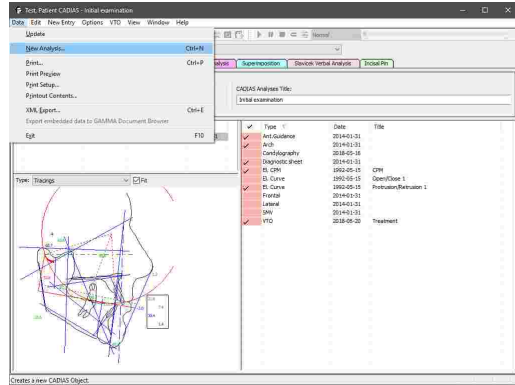 Test, Patient CADIAS - Initial examination
Data Edit New Entry Options VTO View Window Help
Update
New Analysis... Ctrl+N
Print... Ctrl+P
Print Preview
Print Setup...
Printout Contents...
XML Export... Ctrl+E
Export embedded data to GAMMA Document Browser
Exit F10
Normal
Superimposition Slavicek Verbal Analysis Incisal Pin
CADIAS Analyses Title:
Initial examination
Type Date Title
Ant.Guidance 2014-01-31
Arch 2014-01-31
Condylography 2018-05-16
Diagnostic sheet 2014-01-31
El. CPM 1992-05-15 CPM
El. Curve 1992-05-15 Open/Close 1
El. Curve 1992-05-15 Protrusion/Retrusion 1
Frontal 2014-01-31
Lateral 2014-01-31
SMV 2014-01-31
VTO 2018-06-20 Treatment
Type: Tracings Fit
Creates a new CADIAS Object.